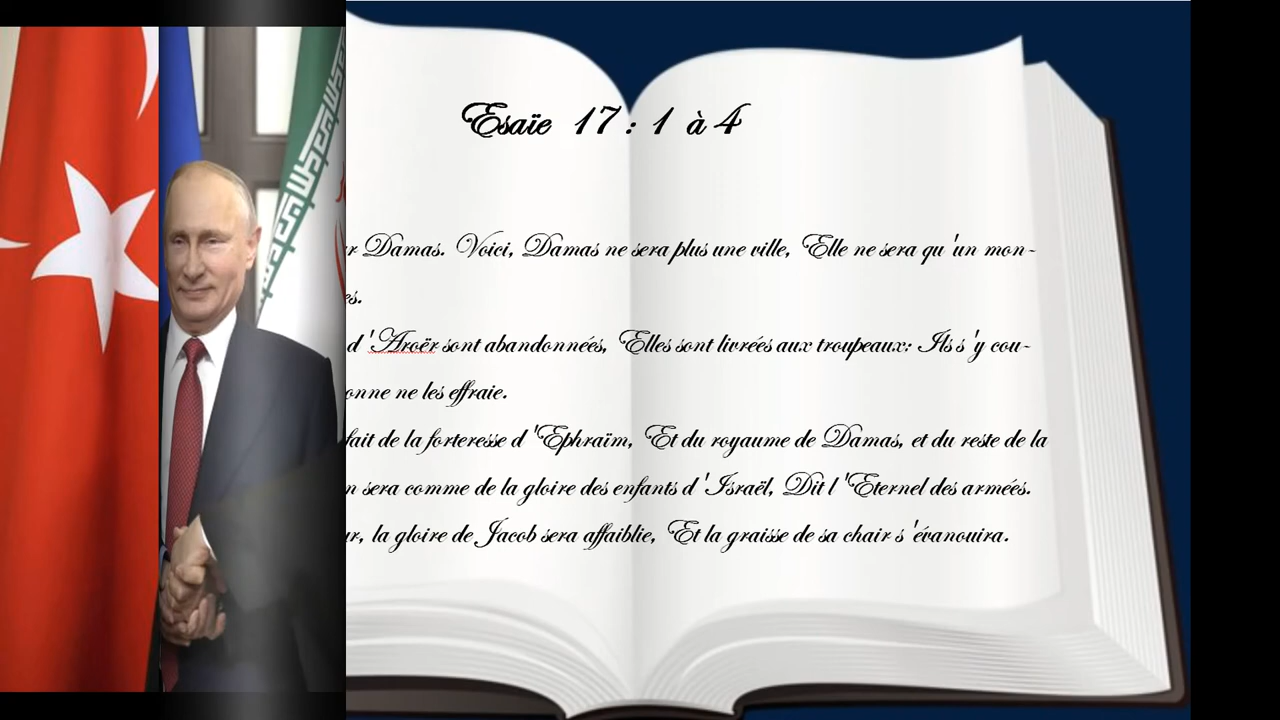 Esaïe 17 : 1 à 4
Damas. Voici, Damas ne sera plus une ville, Elle ne sera qu'un mon-
d'Aroër sont abandonnées, Elles sont livrées aux troupeaux: Ils s'y cou-
ne les effraie.
fait de la forteresse d'Ephraïm, Et du royaume de Damas, et du reste de la
sera comme de la gloire des enfants d'Israël, Dit l'Eternel des armées.
la gloire de Jacob sera affaiblie, Et la graisse de sa chair s'évanouira.